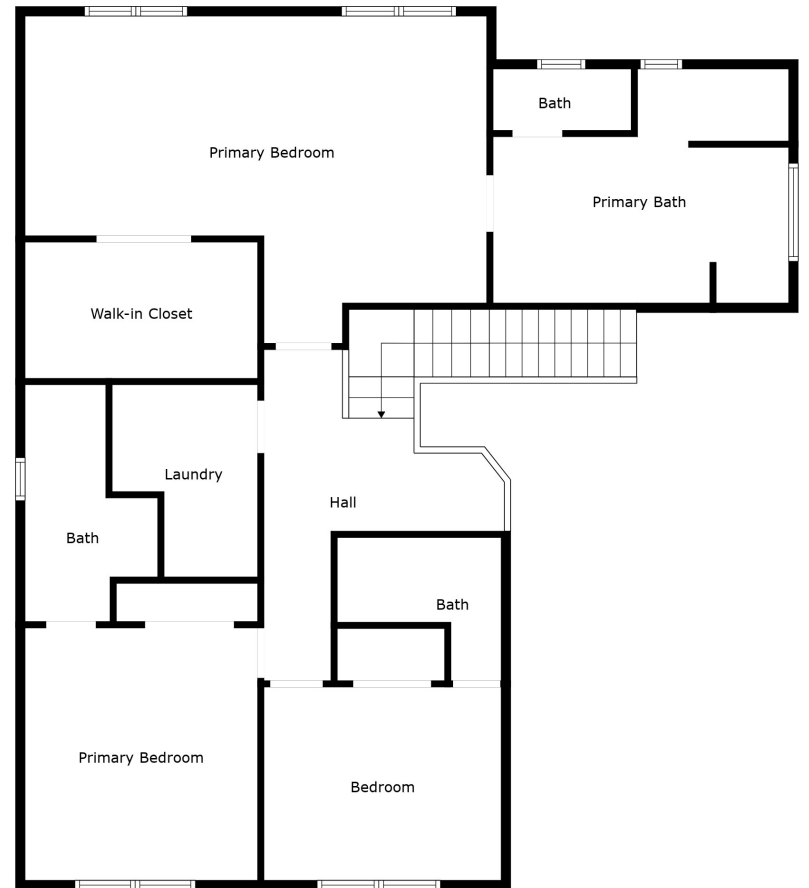 Bath
Primary Bedroom
Primary Bath
Walk-in Closet
Laundry
Hall
Bath
Bath
Primary Bedroom
Bedroom